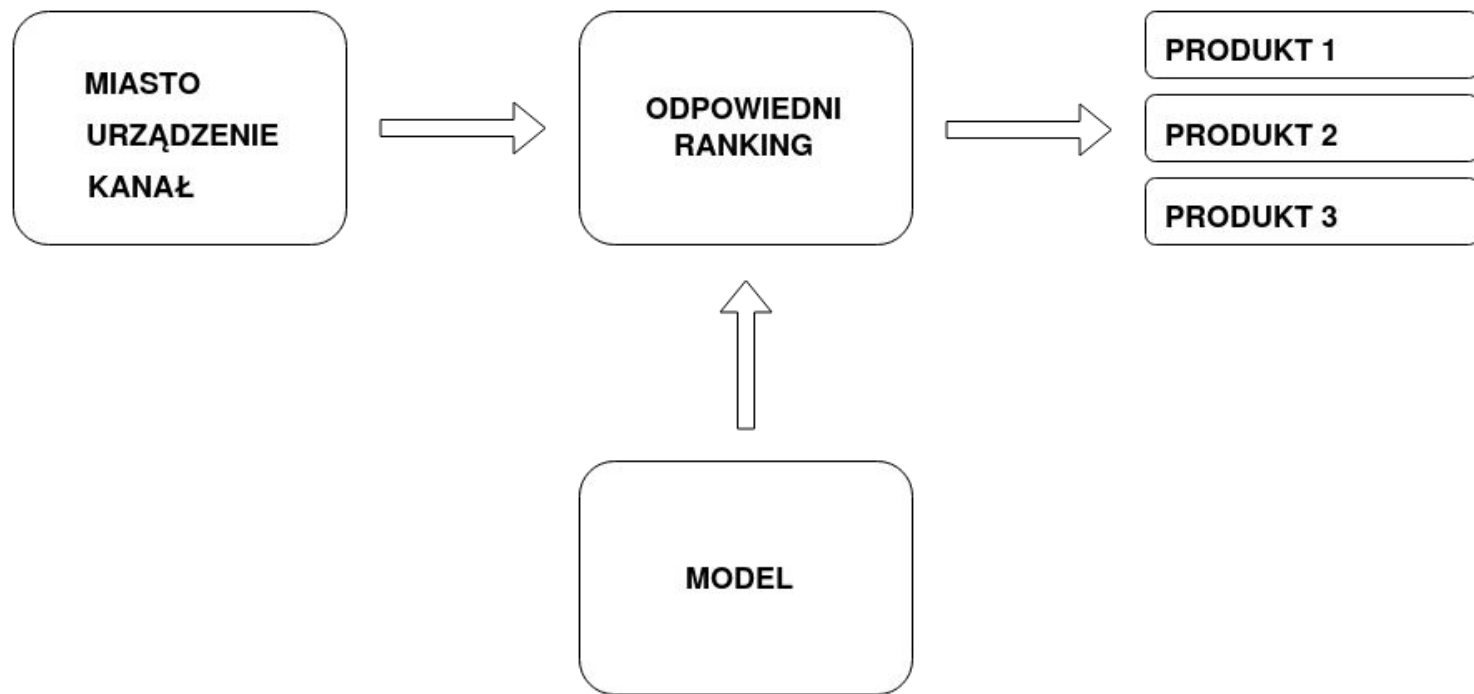 MIASTO
URZĄDZENIE
KANAŁ
ODPOWIEDNI
RANKING
PRODUKT 1
PRODUKT 2
PRODUKT 3
MODEL